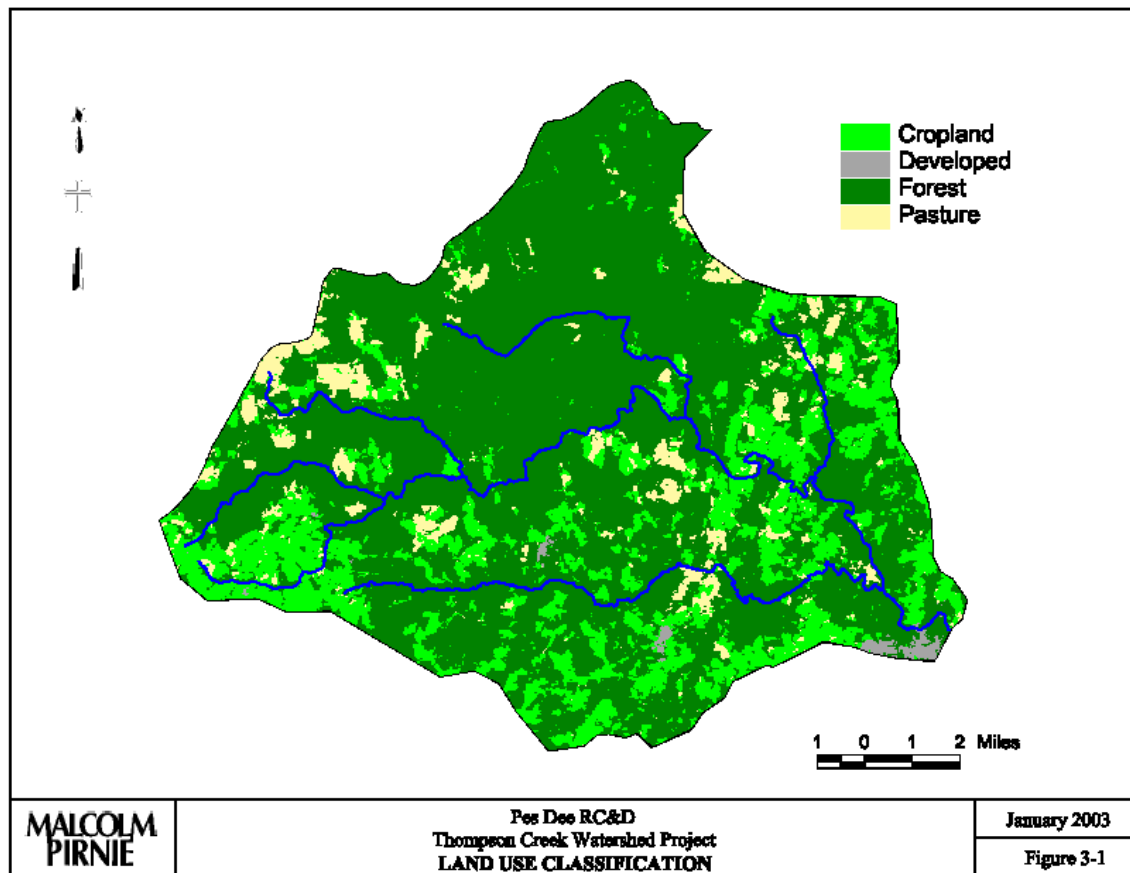 Cropland
Developed
Forest
Pasture
1 0 1 2 Miles
MALCOLM
PIRNIE
Pee Dee RC&D
Thompson Creek Watershed Project
LAND USE CLASSIFICATION
January 2003
Figure 3-1